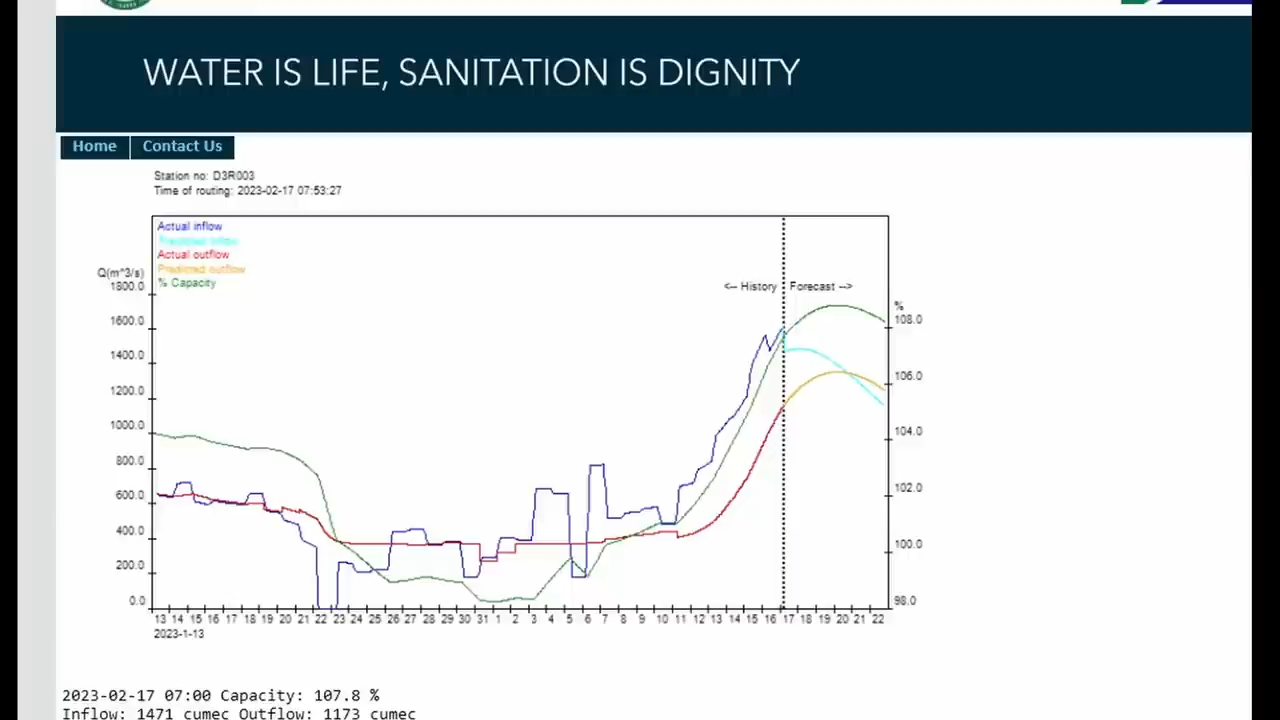 WATER IS LIFE, SANITATION IS DIGNITY
Home Contact Us
Station no: D3R003
Time of routing: 2023-02-17 07:53:27
Actual inflow
Predicted inflow
Actual outflow
Predicted outflow
% Capacity
Q(m^3/s)
<-- History Forecast -->
%
1800.0
1600.0
1400.0
1200.0
1000.0
800.0
600.0
400.0
200.0
0.0
108.0
106.0
104.0
102.0
100.0
98.0
13 14 15 16 17 18 19 20 21 22 23 24 25 26 27 28 29 30 31 1 2 3 4 5 6 7 8 9 10 11 12 13 14 15 16 17 18 19 20 21 22
2023-1-13
2023-02-17 07:00 Capacity: 107.8 %
Inflow: 1471 cumec Outflow: 1173 cumec